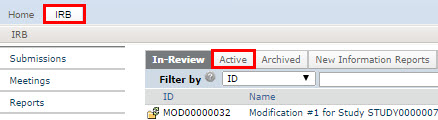 Home IRB
IRB
Submissions
Meetings
Reports
In-Review Active Archived New Information Reports
Filter by ? ID
ID Name
MOD00000032 Modification #1 for Study STUDY0000007